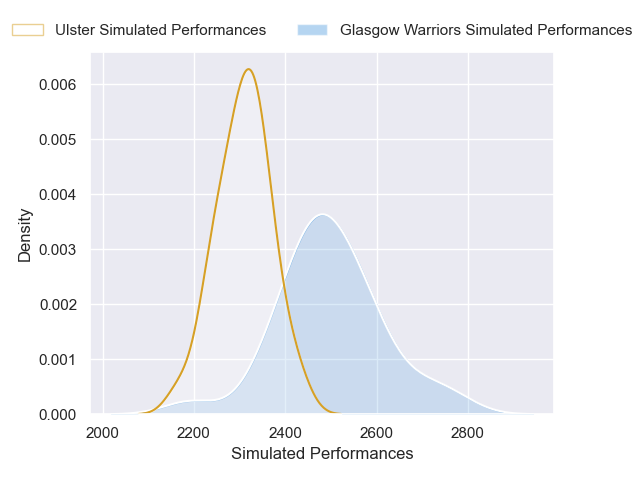 Ulster Simulated Performances
Glasgow Warriors Simulated Performances
0.006
0.005
0.004
0.003
0.002
0.001
0.000
Density
2000 2200 2400 2600 2800
Simulated Performances